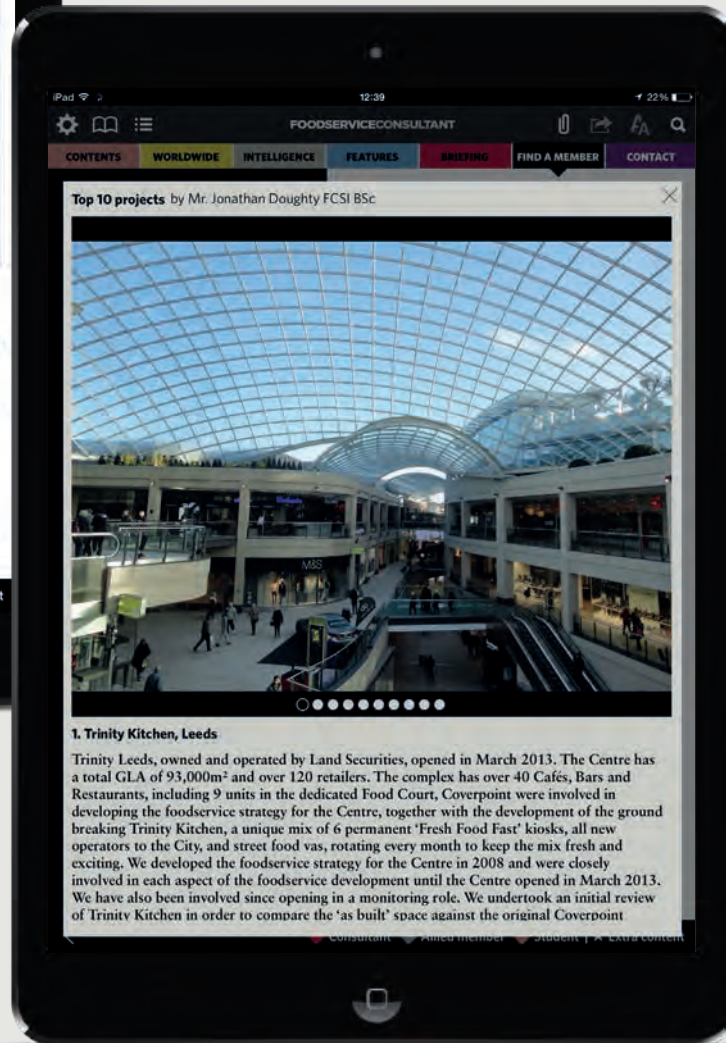 iPad
12:39
22%
FOODSERVICECONSULTANT
CONTENTS
WORLDWIDE
INTELLIGENCE
FEATURES
BRIEFING
FIND A MEMBER
CONTACT
Top 10 projects by Mr. Jonathan Doughty FCSI BSc
M&S
1. Trinity Kitchen, Leeds
Trinity Leeds, owned and operated by Land Securities, opened in March 2013. The Centre has
a total GLA of 93,000m² and over 120 retailers. The complex has over 40 Cafés, Bars and
Restaurants, including 9 units in the dedicated Food Court, Coverpoint were involved in
developing the foodservice strategy for the Centre, together with the development of the ground
breaking Trinity Kitchen, a unique mix of 6 permanent ‘Fresh Food Fast’ kiosks, all new
operators to the City, and street food vas, rotating every month to keep the mix fresh and
exciting. We developed the foodservice strategy for the Centre in 2008 and were closely
involved in each aspect of the foodservice development until the Centre opened in March 2013.
We have also been involved since opening in a monitoring role. We undertook an initial review
of Trinity Kitchen in order to compare the ‘as built’ space against the original Coverpoint
Consultant Allied member Student | Extra content